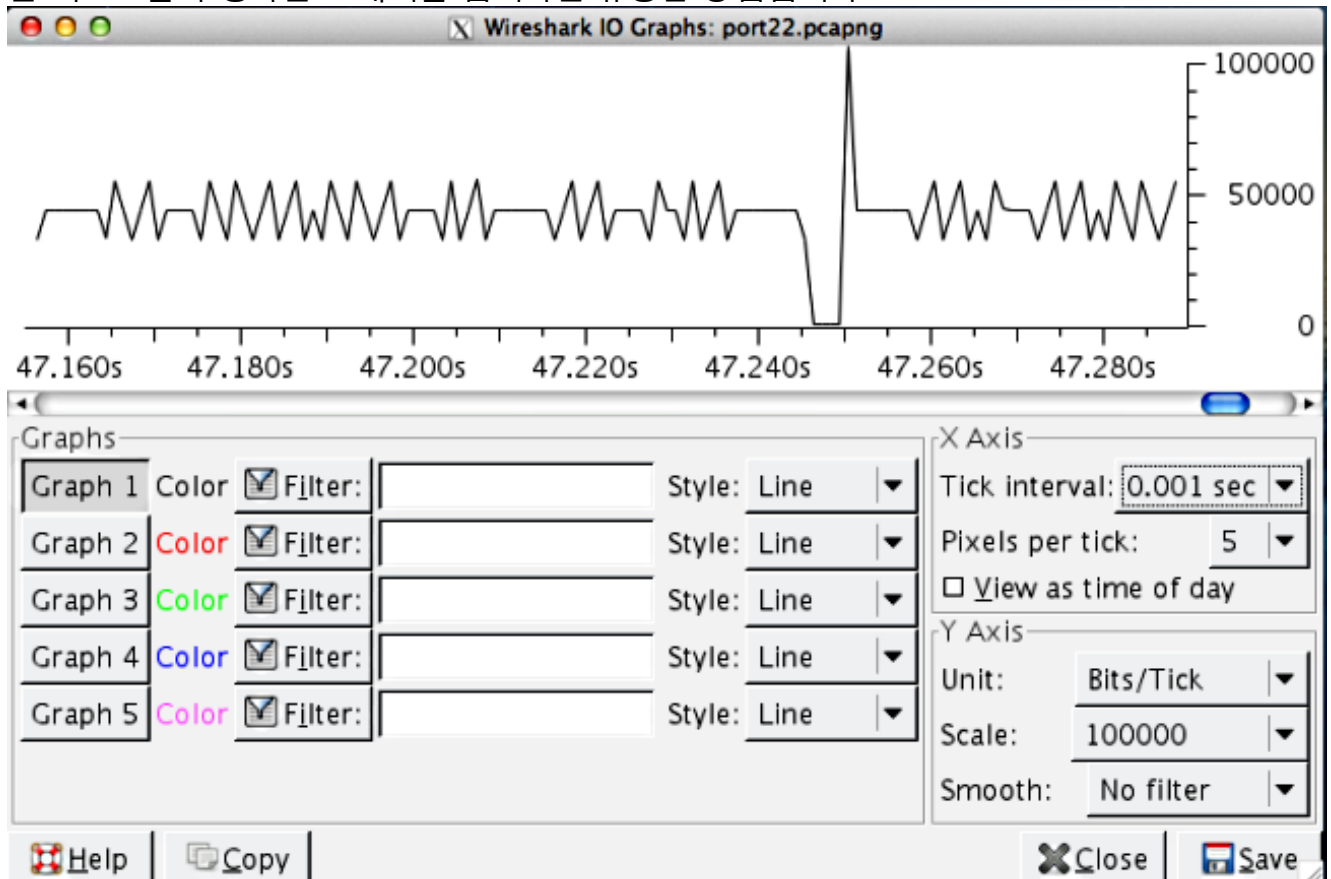 Wireshark IO Graphs: port22.pcapng
100000
50000
0
47.160s 47.180s 47.200s 47.220s 47.240s 47.260s 47.280s
Graphs
Graph 1 Color Filter: Style: Line
Graph 2 Color Filter: Style: Line
Graph 3 Color Filter: Style: Line
Graph 4 Color Filter: Style: Line
Graph 5 Color Filter: Style: Line
X Axis
Tick interval: 0.001 sec
Pixels per tick: 5
View as time of day
Y Axis
Unit: Bits/Tick
Scale: 100000
Smooth: No filter
Help Copy Close Save